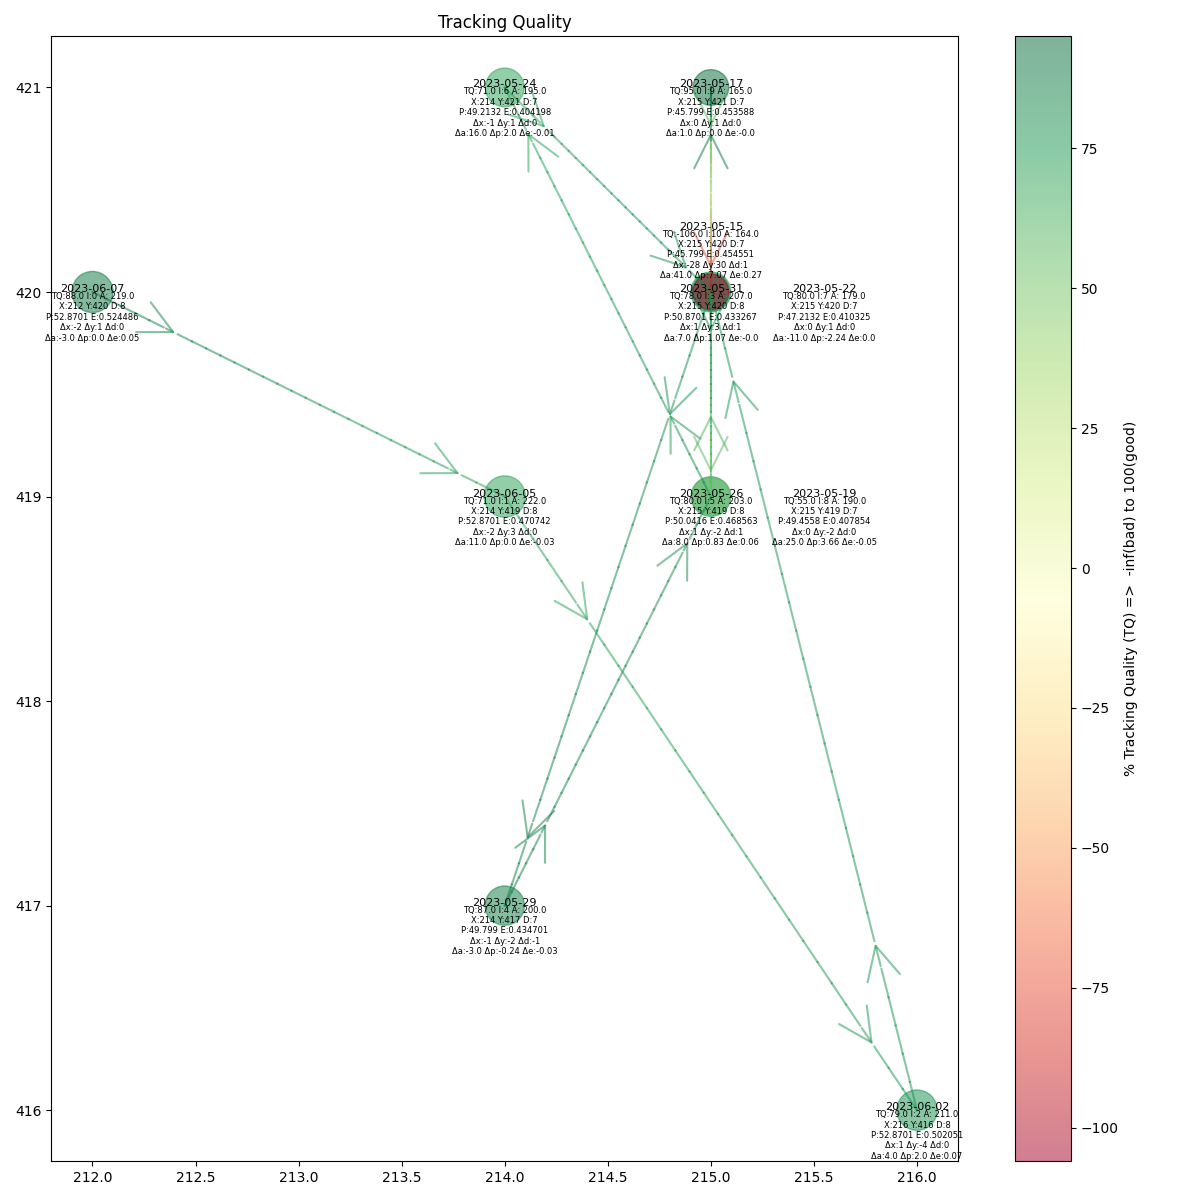 Tracking Quality
421
420
419
418
417
416
212.0
212.5
213.0
213.5
214.0
214.5
215.0
215.5
216.0
2023-05-24
TQ:71.0 I:6 A: 195.0
X:214 Y:421 D:7
P:49.2132 E:0.404198
Δx:-1 Δy:1 Δd:0
Δa:16.0 Δp:2.0 Δe:-0.01
2023-05-17
TQ:95.0 I:9 A: 165.0
X:215 Y:421 D:7
P:45.799 E:0.453588
Δx:0 Δy:1 Δd:0
Δa:1.0 Δp:0.0 Δe:-0.0
2023-05-15
TQ:-106.0 I:10 A: 164.0
X:215 Y:420 D:7
P:45.799 E:0.454551
Δx:-28 Δy:30 Δd:1
Δa:41.0 Δp:7.07 Δe:0.27
2023-06-07
TQ:88.0 I:0 A: 219.0
X:212 Y:420 D:8
P:52.8701 E:0.524486
Δx:-2 Δy:1 Δd:0
Δa:-3.0 Δp:0.0 Δe:0.05
2023-05-31
TQ:78.0 I:3 A: 207.0
X:215 Y:420 D:8
P:50.8701 E:0.433267
Δx:1 Δy:3 Δd:1
Δa:7.0 Δp:1.07 Δe:-0.0
2023-05-22
TQ:80.0 I:7 A: 179.0
X:215 Y:420 D:7
P:47.2132 E:0.410325
Δx:0 Δy:1 Δd:0
Δa:-11.0 Δp:-2.24 Δe:0.0
2023-06-05
TQ:71.0 I:1 A: 222.0
X:214 Y:419 D:8
P:52.8701 E:0.470742
Δx:-2 Δy:3 Δd:0
Δa:11.0 Δp:0.0 Δe:-0.03
2023-05-26
TQ:80.0 I:5 A: 203.0
X:215 Y:419 D:8
P:50.0416 E:0.468563
Δx:1 Δy:-2 Δd:1
Δa:8.0 Δp:0.83 Δe:0.06
2023-05-19
TQ:55.0 I:8 A: 190.0
X:215 Y:419 D:7
P:49.4558 E:0.407854
Δx:0 Δy:-2 Δd:0
Δa:25.0 Δp:3.66 Δe:-0.05
2023-05-29
TQ:87.0 I:4 A: 200.0
X:214 Y:417 D:7
P:49.799 E:0.434701
Δx:-1 Δy:-2 Δd:-1
Δa:-3.0 Δp:-0.24 Δe:-0.03
2023-06-02
TQ:79.0 I:2 A: 211.0
X:216 Y:416 D:8
P:52.8701 E:0.502051
Δx:1 Δy:-4 Δd:0
Δa:4.0 Δp:2.0 Δe:0.07
75
50
25
0
−25
−50
−75
−100
% Tracking Quality (TQ) => -inf(bad) to 100(good)